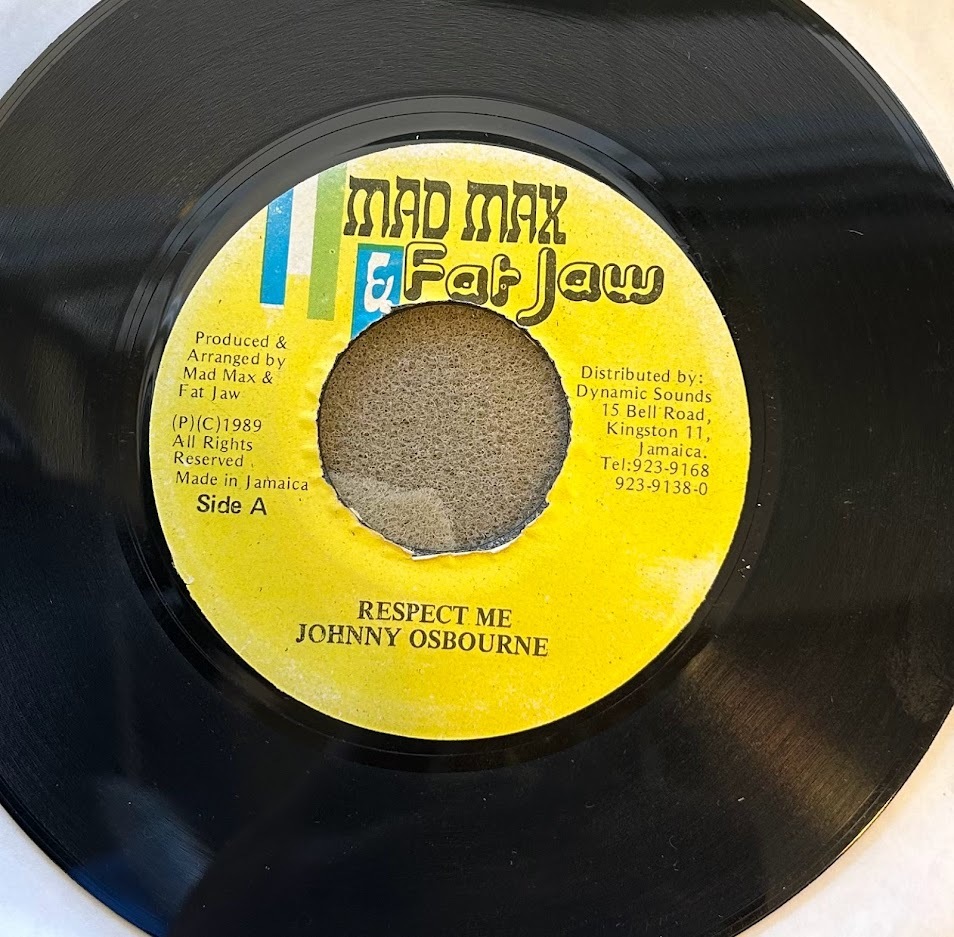 MAD MAX
& Fat Jaw
Produced &
Arranged by
Mad Max &
Fat Jaw
(P)(C)1989
All Rights
Reserved
Made in Jamaica
Side A
Distributed by:
Dynamic Sounds
15 Bell Road,
Kingston 11,
Jamaica.
Tel:923-9168
923-9138-0
RESPECT ME
JOHNNY OSBOURNE